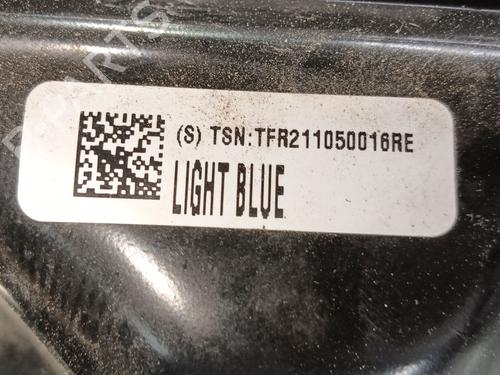 (S) TSN:TFR211050016RE
LIGHT BLUE